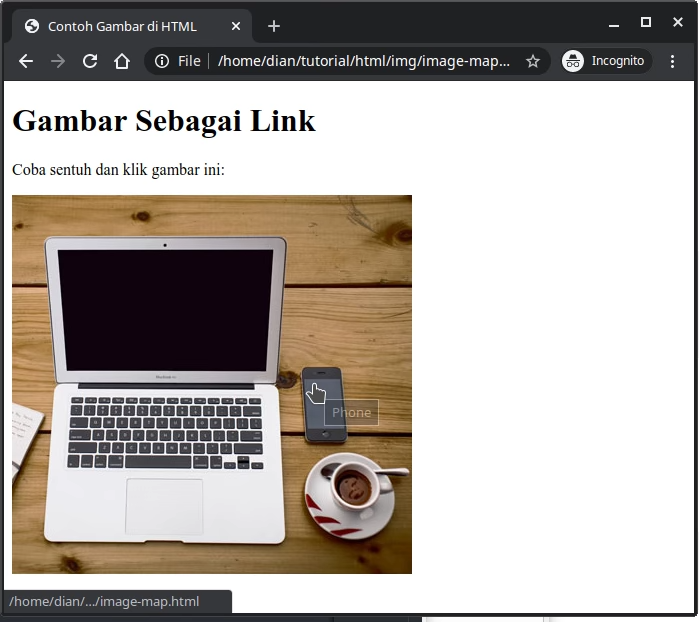 Contoh Gambar di HTML
File
/home/dian/tutorial/html/img/image-map...
Incognito
Gambar Sebagai Link
Coba sentuh dan klik gambar ini:
Phone
/home/dian/.../image-map.html